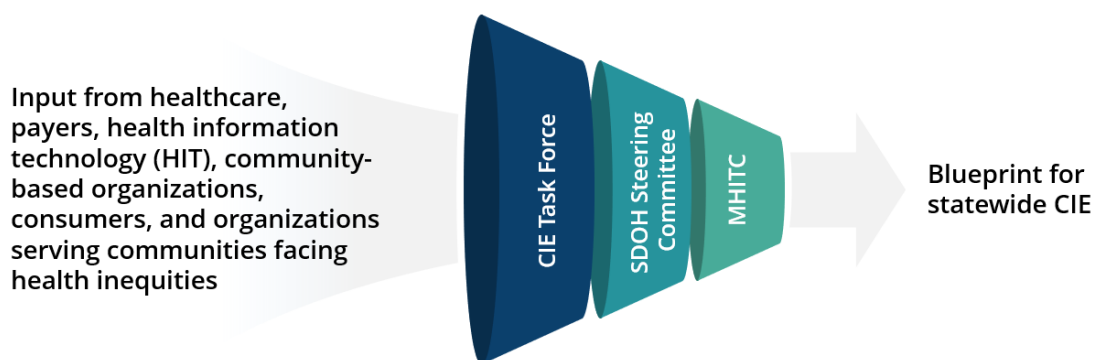 Input from healthcare,
payers, health information
technology (HIT), community-
based organizations,
consumers, and organizations
serving communities facing
health inequities
CIE Task Force
SDOH Steering
Committee
MHITC
Blueprint for
statewide CIE